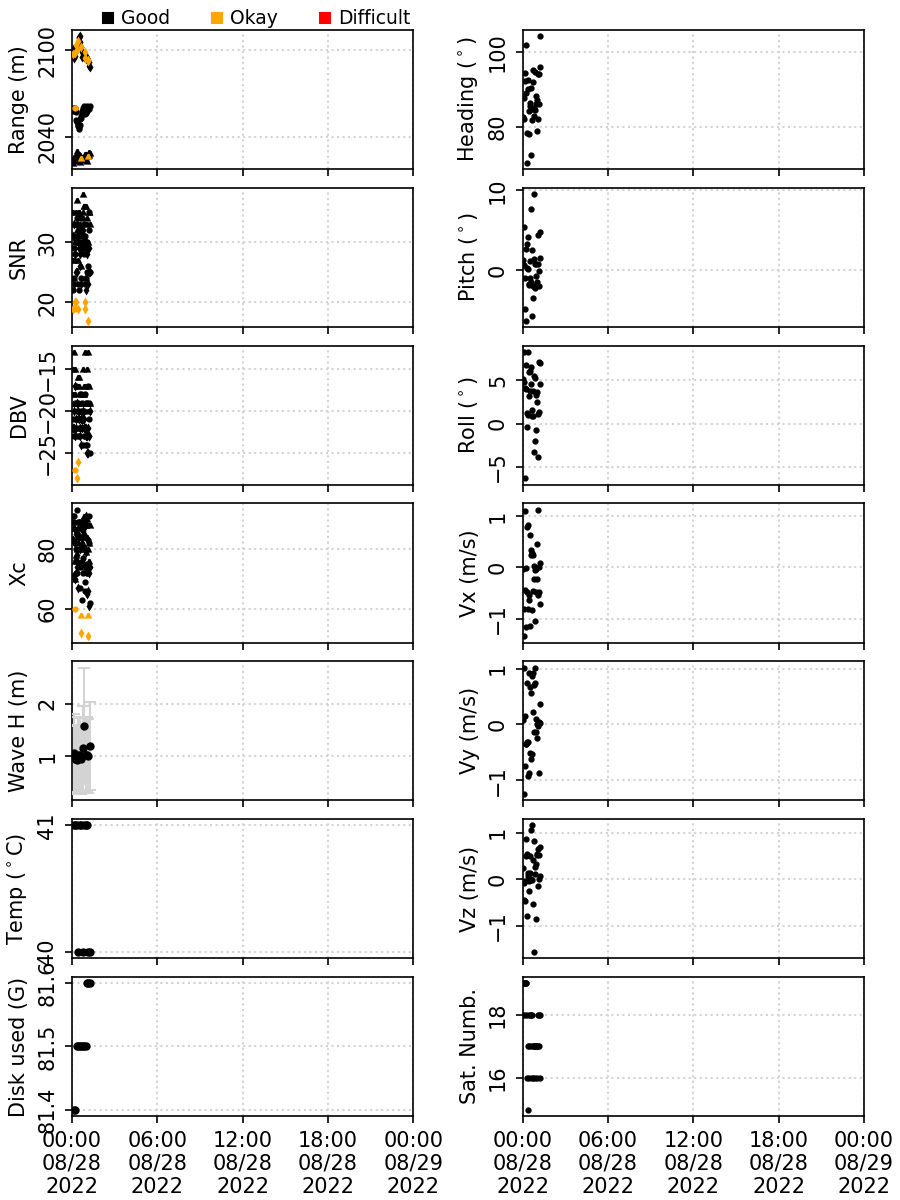 Good Okay Difficult
Range (m) 2100 2040
Heading (°) 100 80
SNR 30 20
Pitch (°) 10 0
DBV −15 −20 −25
Roll (°) 5 0 −5
Xc 80 60
Vx (m/s) 1 0 −1
Wave H (m) 2 1
Vy (m/s) 1 0 −1
Temp (°C) 41 40
Vz (m/s) 1 0 −1
Disk used (G) 81.6 81.5 81.4
Sat. Numb. 18 16
00:00 06:00 12:00 18:00 00:00 00:00 06:00 12:00 18:00 00:00
08/28 08/28 08/28 08/28 08/29 08/28 08/28 08/28 08/28 08/29
2022 2022 2022 2022 2022 2022 2022 2022 2022 2022